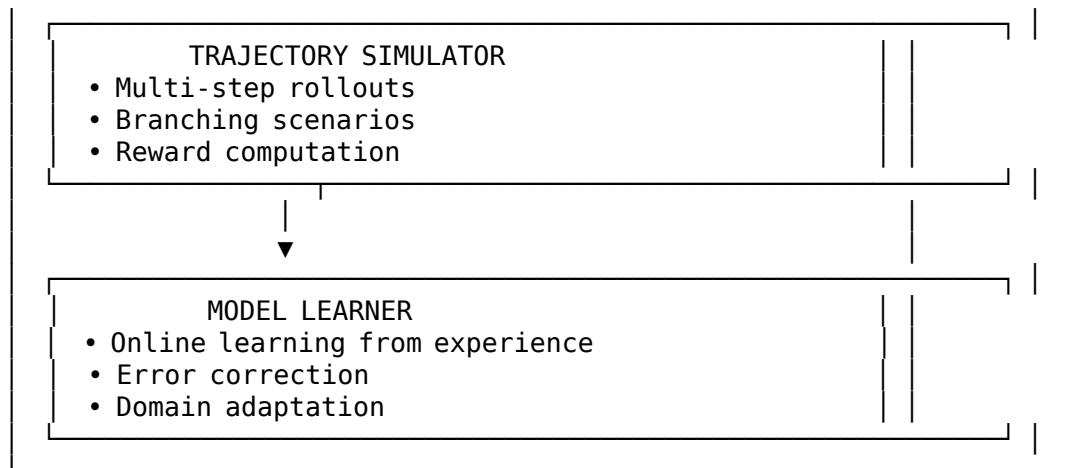 TRAJECTORY SIMULATOR
• Multi-step rollouts
• Branching scenarios
• Reward computation
MODEL LEARNER
• Online learning from experience
• Error correction
• Domain adaptation